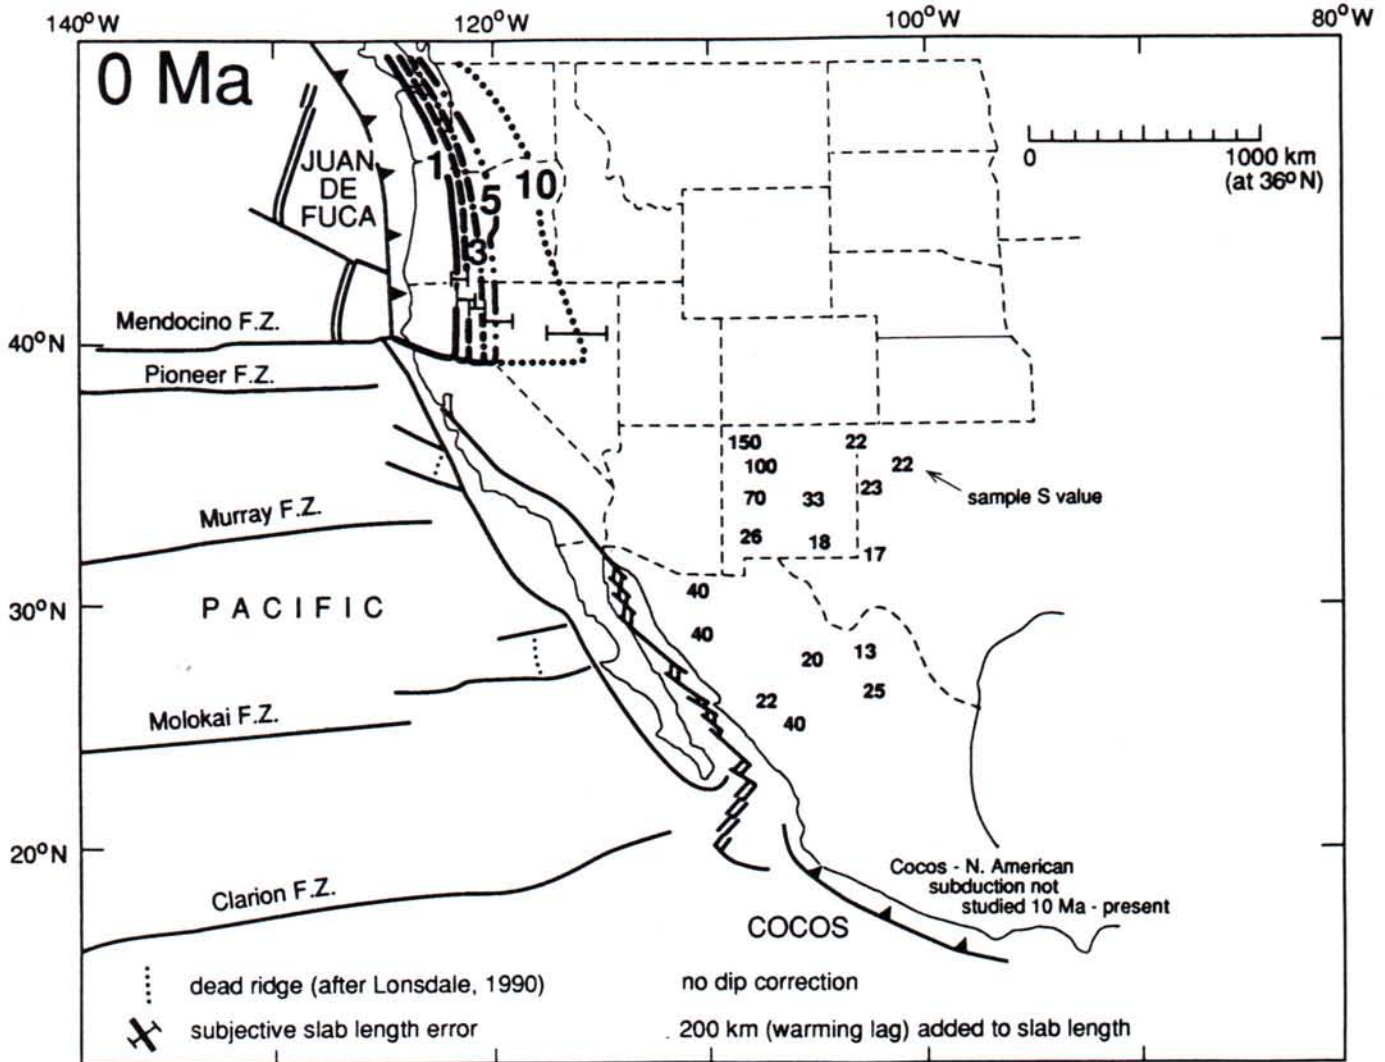 140°W
120°W
100°W
80°W
0 Ma
JUAN
DE
FUCA
1
3
5
10
0
1000 km
(at 36°N)
Mendocino F.Z.
40°N
Pioneer F.Z.
150
22
100
22
23
sample S value
70
33
26
18
17
Murray F.Z.
40
30°N
PACIFIC
40
20
13
25
22
40
Molokai F.Z.
20°N
Clarion F.Z.
Cocos - N. American
subduction not
studied 10 Ma - present
COCOS
dead ridge (after Lonsdale, 1990)
no dip correction
subjective slab length error
200 km (warming lag) added to slab length